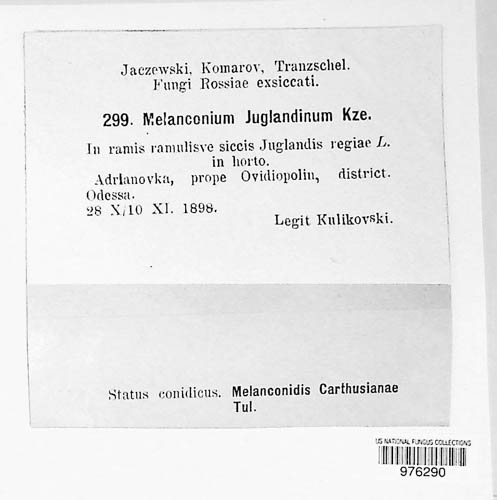 Jaczewski, Komarov, Tranzschel.
Fungi Rossiae exsiccati.
299. Melanconium Juglandinum Kze.
In ramis ramulisve siccis Juglandis regiae L.
in horto.
Adrianovka, prope Ovidiopolin, district.
Odessa.
28 X/10 XI. 1898.
Legit Kulikovski.
Status conidicus. Melanconidis Carthusianae
Tul.
US NATIONAL FUNGUS COLLECTIONS
976290